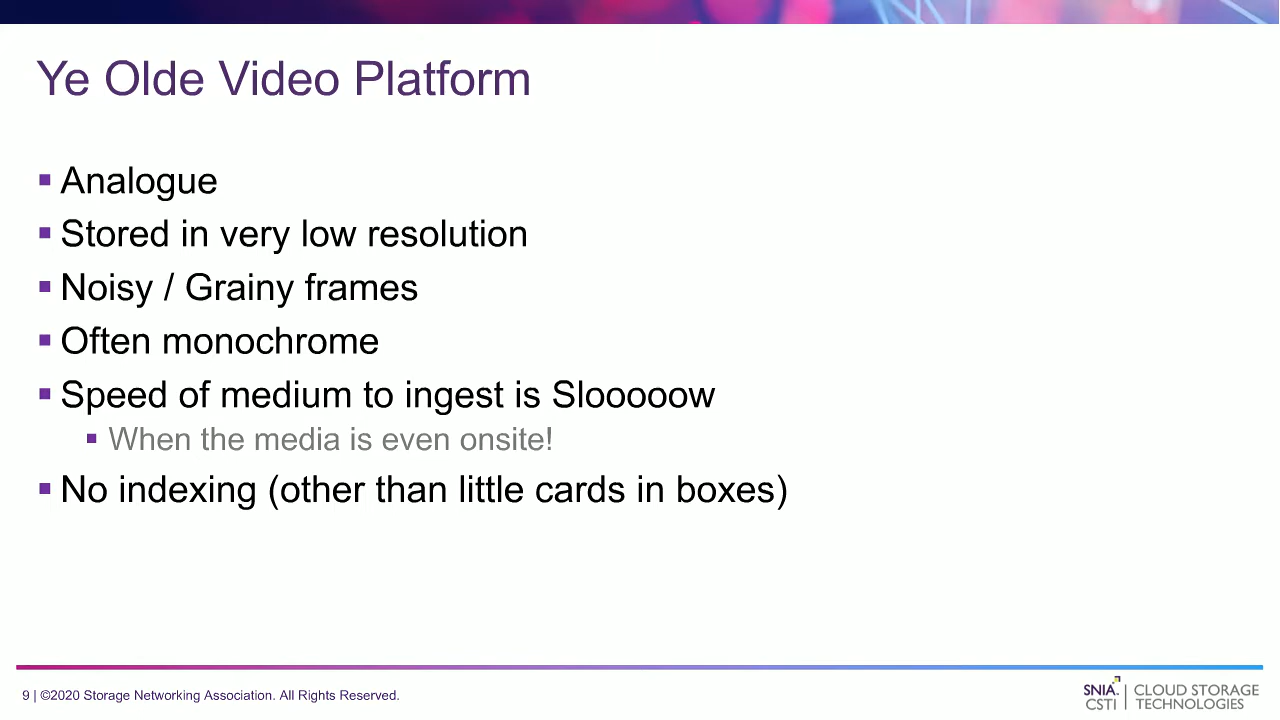 Ye Olde Video Platform
Analogue
Stored in very low resolution
Noisy / Grainy frames
Often monochrome
Speed of medium to ingest is Slooooow
When the media is even onsite!
No indexing (other than little cards in boxes)
9 | ©2020 Storage Networking Association. All Rights Reserved.
SNIA. | CLOUD STORAGE
CSTI | TECHNOLOGIES